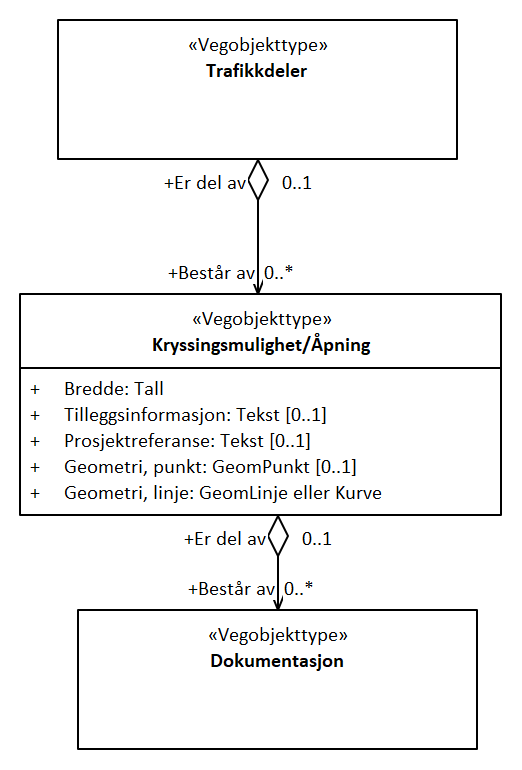 «Vegobjekttype»
Trafikkdeler
+Er del av 0..1
+Består av 0..*
«Vegobjekttype»
Kryssingsmulighet/Åpning
+ Bredde: Tall
+ Tilleggsinformasjon: Tekst [0..1]
+ Prosjektreferanse: Tekst [0..1]
+ Geometri, punkt: GeomPunkt [0..1]
+ Geometri, linje: GeomLinje eller Kurve
+Er del av 0..1
+Består av 0..*
«Vegobjekttype»
Dokumentasjon